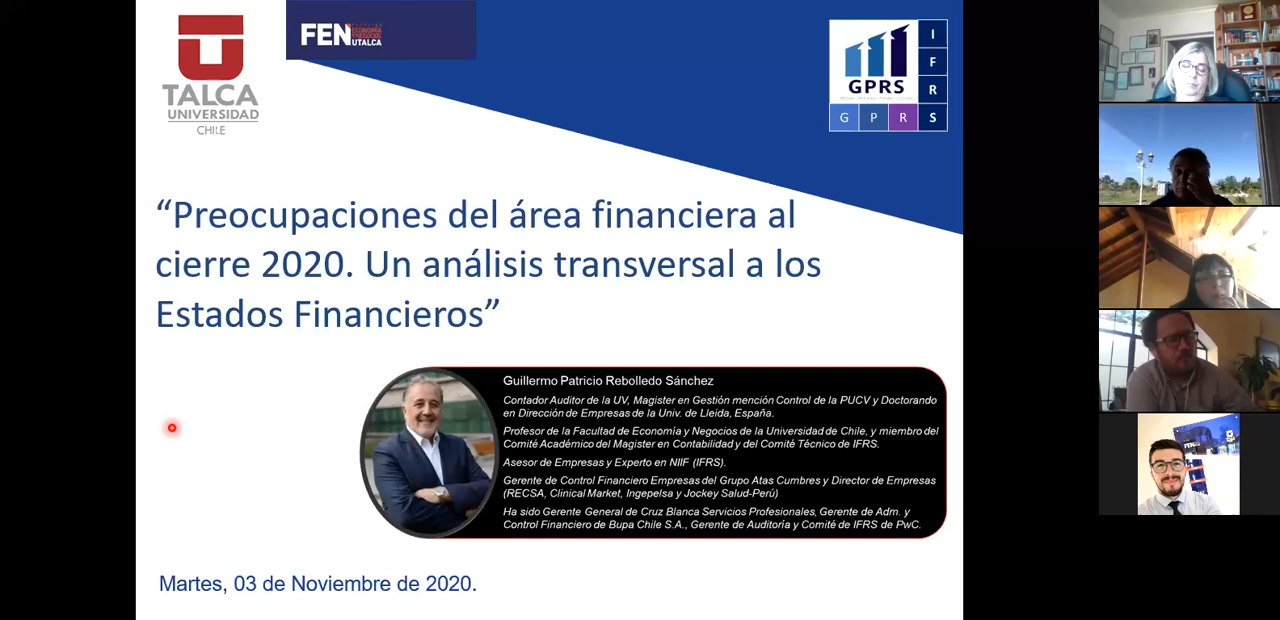 TALCA
UNIVERSIDAD
CHILE
FEN
ECONOMÍA
Y NEGOCIOS
UTALCA
GPRS
I
F
R
S
G P R
“Preocupaciones del área financiera al
cierre 2020. Un análisis transversal a los
Estados Financieros”
Guillermo Patricio Rebolledo Sánchez
Contador Auditor de la UV, Magister en Gestión mención Control de la PUCV y Doctorando
en Dirección de Empresas de la Univ. de Lleida, España.
Profesor de la Facultad de Economía y Negocios de la Universidad de Chile, y miembro del
Comité Académico del Magister en Contabilidad y del Comité Técnico de IFRS.
Asesor de Empresas y Experto en NIIF (IFRS).
Gerente de Control Financiero Empresas del Grupo Atas Cumbres y Director de Empresas
(RECSA, Clinical Market, Ingepelsa y Jockey Salud-Perú)
Ha sido Gerente General de Cruz Blanca Servicios Profesionales, Gerente de Adm. y
Control Financiero de Bupa Chile S.A., Gerente de Auditoría y Comité de IFRS de PwC.
Martes, 03 de Noviembre de 2020.